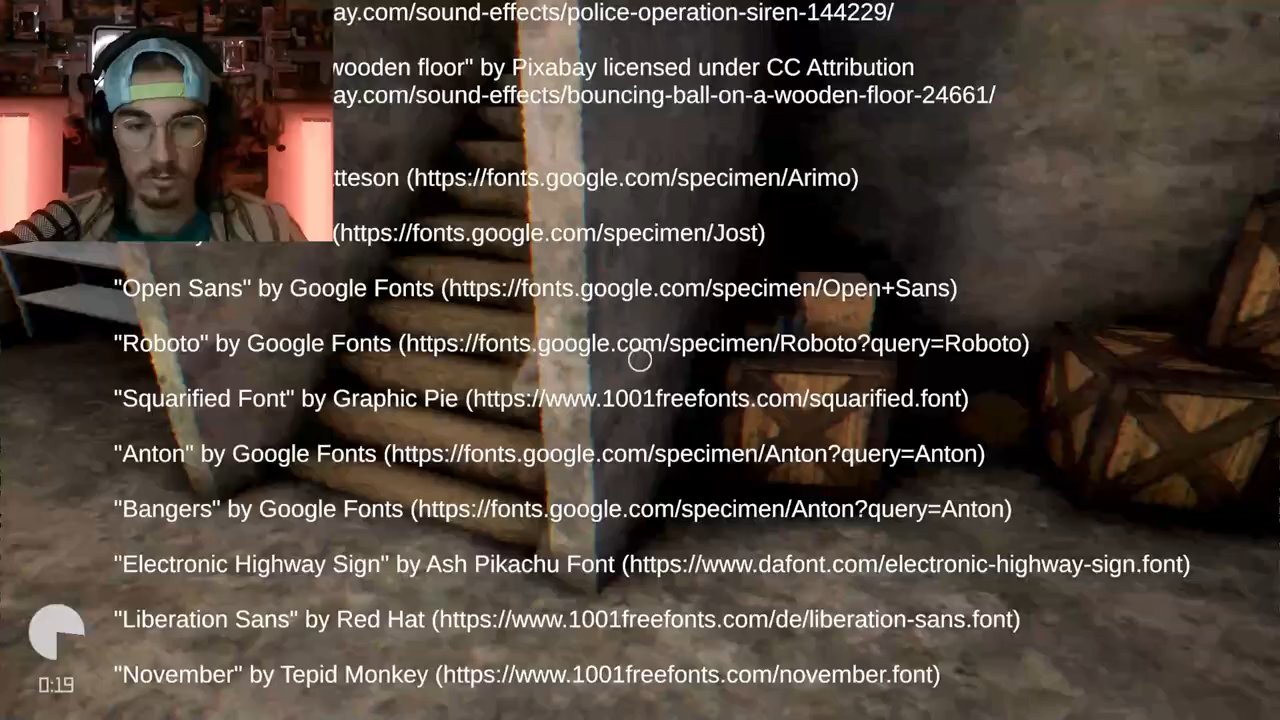 ay.com/sound-effects/police-operation-siren-144229/
wooden floor" by Pixabay licensed under CC Attribution
ay.com/sound-effects/bouncing-ball-on-a-wooden-floor-24661/
tteson (https://fonts.google.com/specimen/Arimo)
(https://fonts.google.com/specimen/Jost)
"Open Sans" by Google Fonts (https://fonts.google.com/specimen/Open+Sans)
"Roboto" by Google Fonts (https://fonts.google.com/specimen/Roboto?query=Roboto)
"Squarified Font" by Graphic Pie (https://www.1001freefonts.com/squarified.font)
"Anton" by Google Fonts (https://fonts.google.com/specimen/Anton?query=Anton)
"Bangers" by Google Fonts (https://fonts.google.com/specimen/Anton?query=Anton)
"Electronic Highway Sign" by Ash Pikachu Font (https://www.dafont.com/electronic-highway-sign.font)
"Liberation Sans" by Red Hat (https://www.1001freefonts.com/de/liberation-sans.font)
"November" by Tepid Monkey (https://www.1001freefonts.com/november.font)
0:19